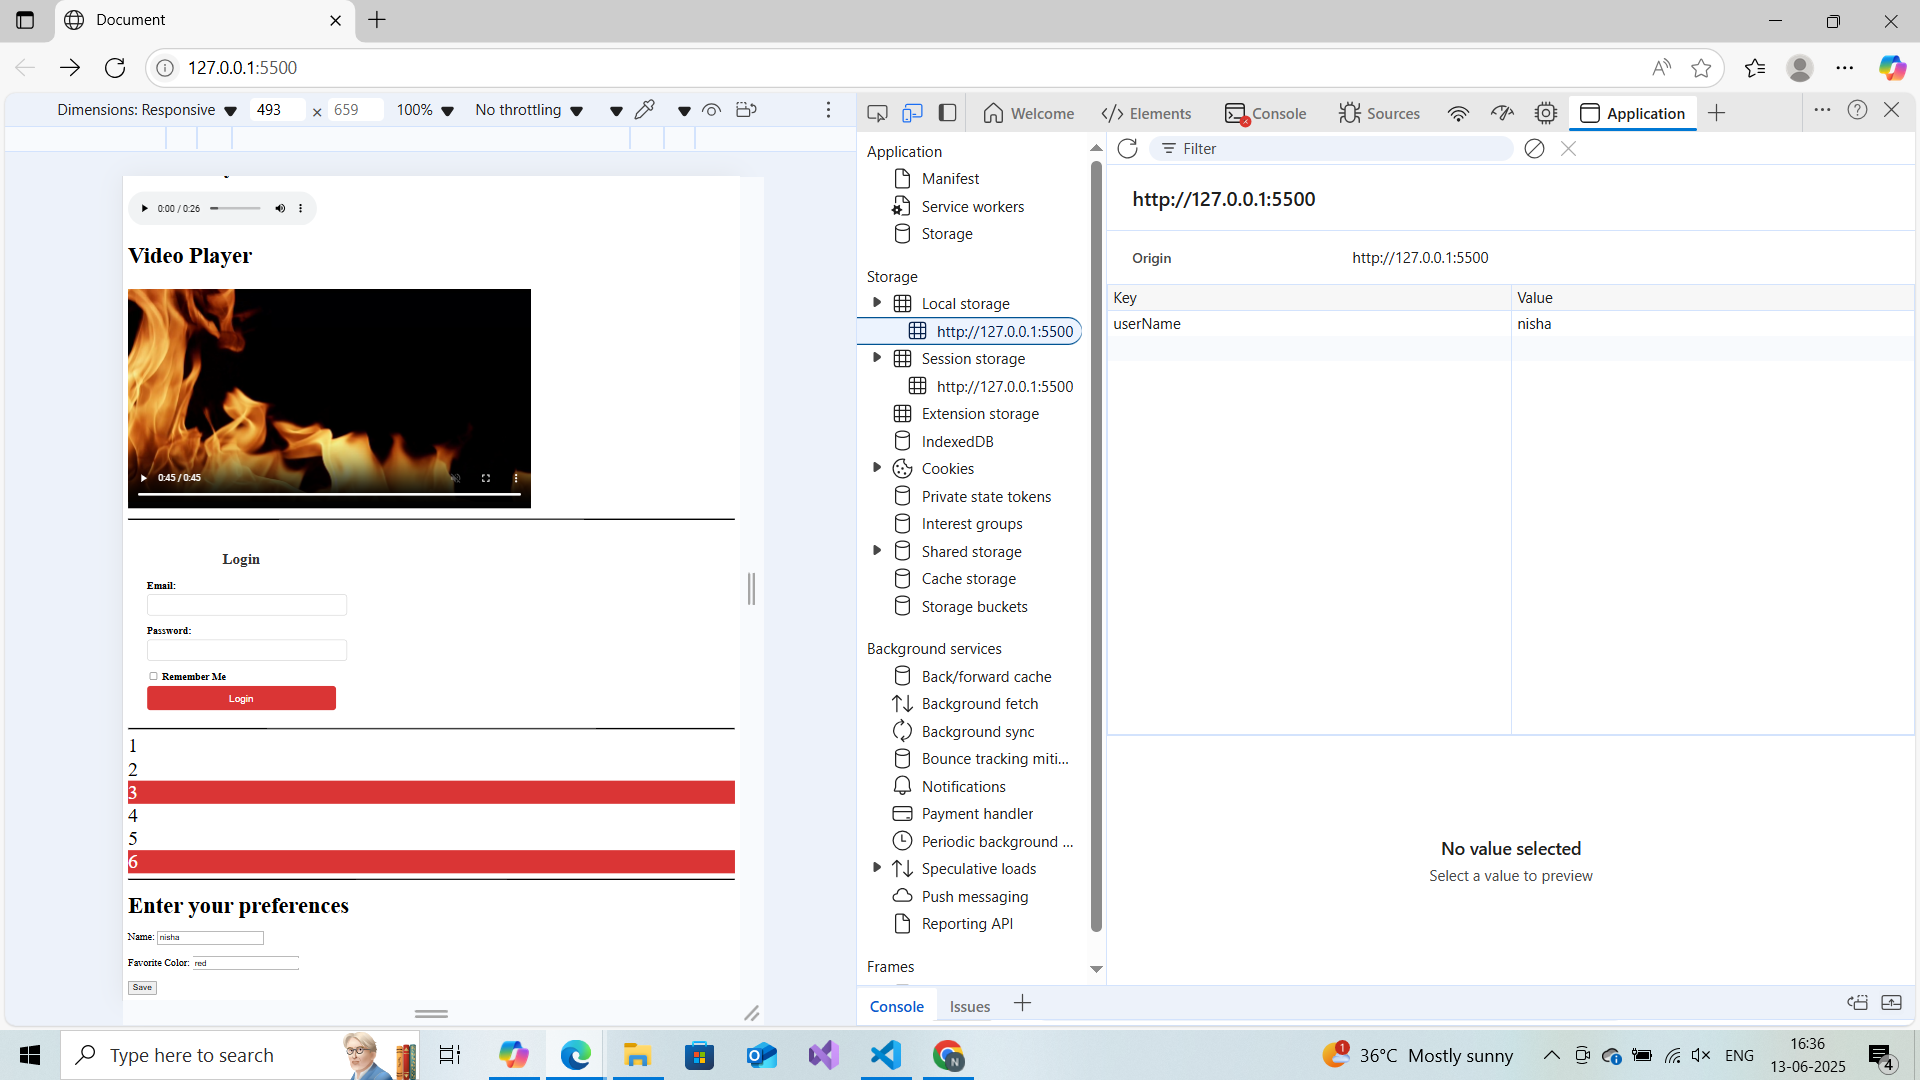 Document
127.0.0.1:5500
Dimensions: Responsive 493 × 659 100% No throttling
0:00 / 0:26
Video Player
0:45 / 0:45
Login
Email:
Password:
Remember Me
Login
1
2
3
4
5
6
Enter your preferences
Name: nisha
Favorite Color: red
Save
Welcome
Elements
Console
Sources
Application
Application
Manifest
Service workers
Storage
Storage
Local storage
http://127.0.0.1:5500
Session storage
http://127.0.0.1:5500
Extension storage
IndexedDB
Cookies
Private state tokens
Interest groups
Shared storage
Cache storage
Storage buckets
Background services
Back/forward cache
Background fetch
Background sync
Bounce tracking miti...
Notifications
Payment handler
Periodic background ...
Speculative loads
Push messaging
Reporting API
Frames
Filter
http://127.0.0.1:5500
Origin http://127.0.0.1:5500
Key Value
userName nisha
No value selected
Select a value to preview
Console Issues
Type here to search
1
36°C Mostly sunny
ENG
16:36
13-06-2025
4